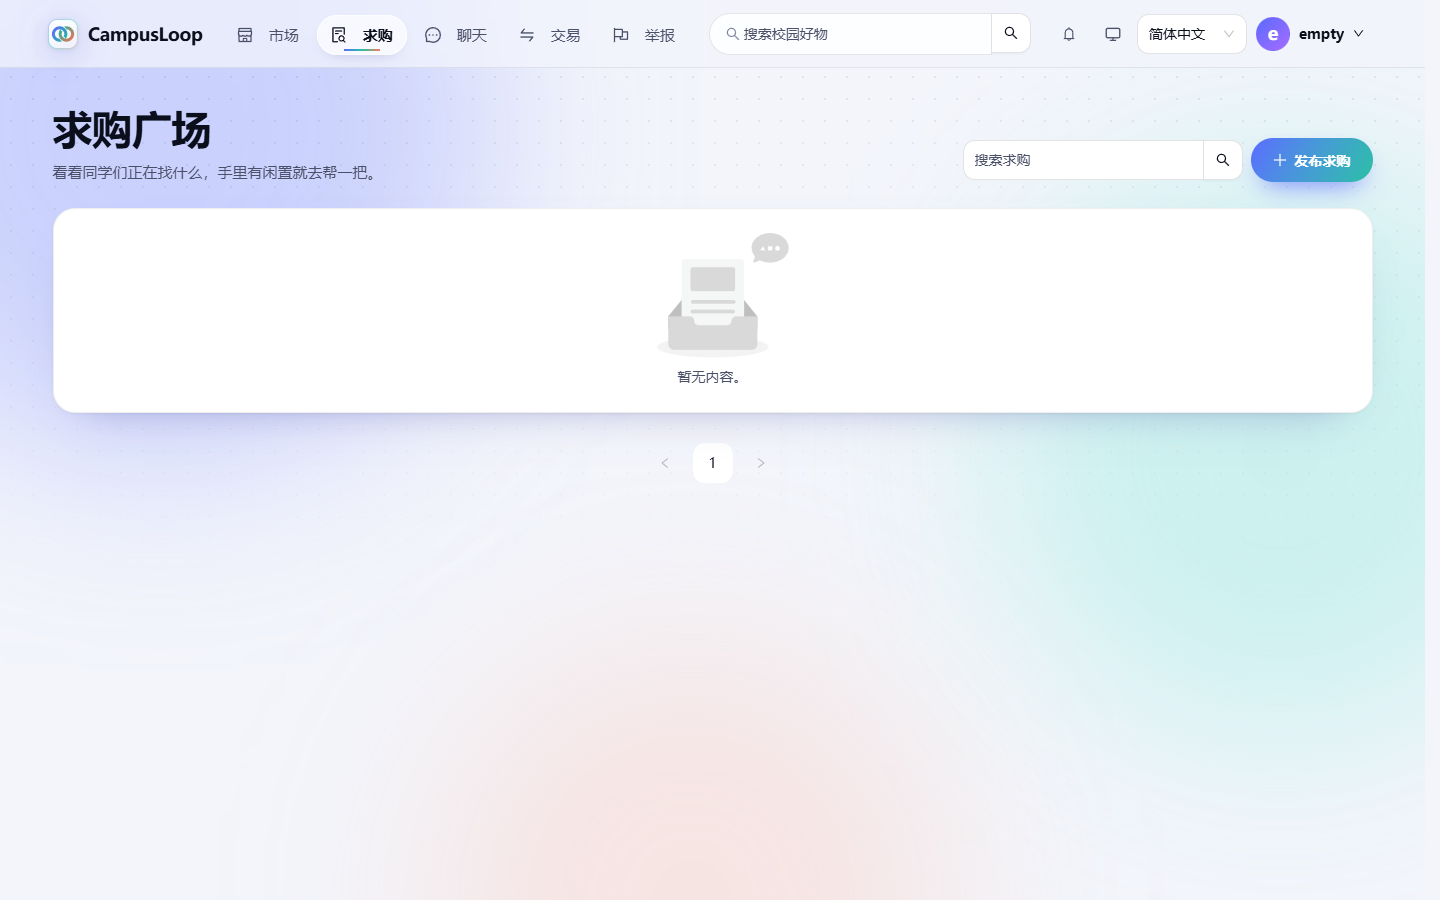 CampusLoop
市场
求购
聊天
交易
举报
搜索校园好物
简体中文
e
empty
求购广场
看看同学们正在找什么，手里有闲置就去帮一把。
搜索求购
发布求购
暂无内容。
1